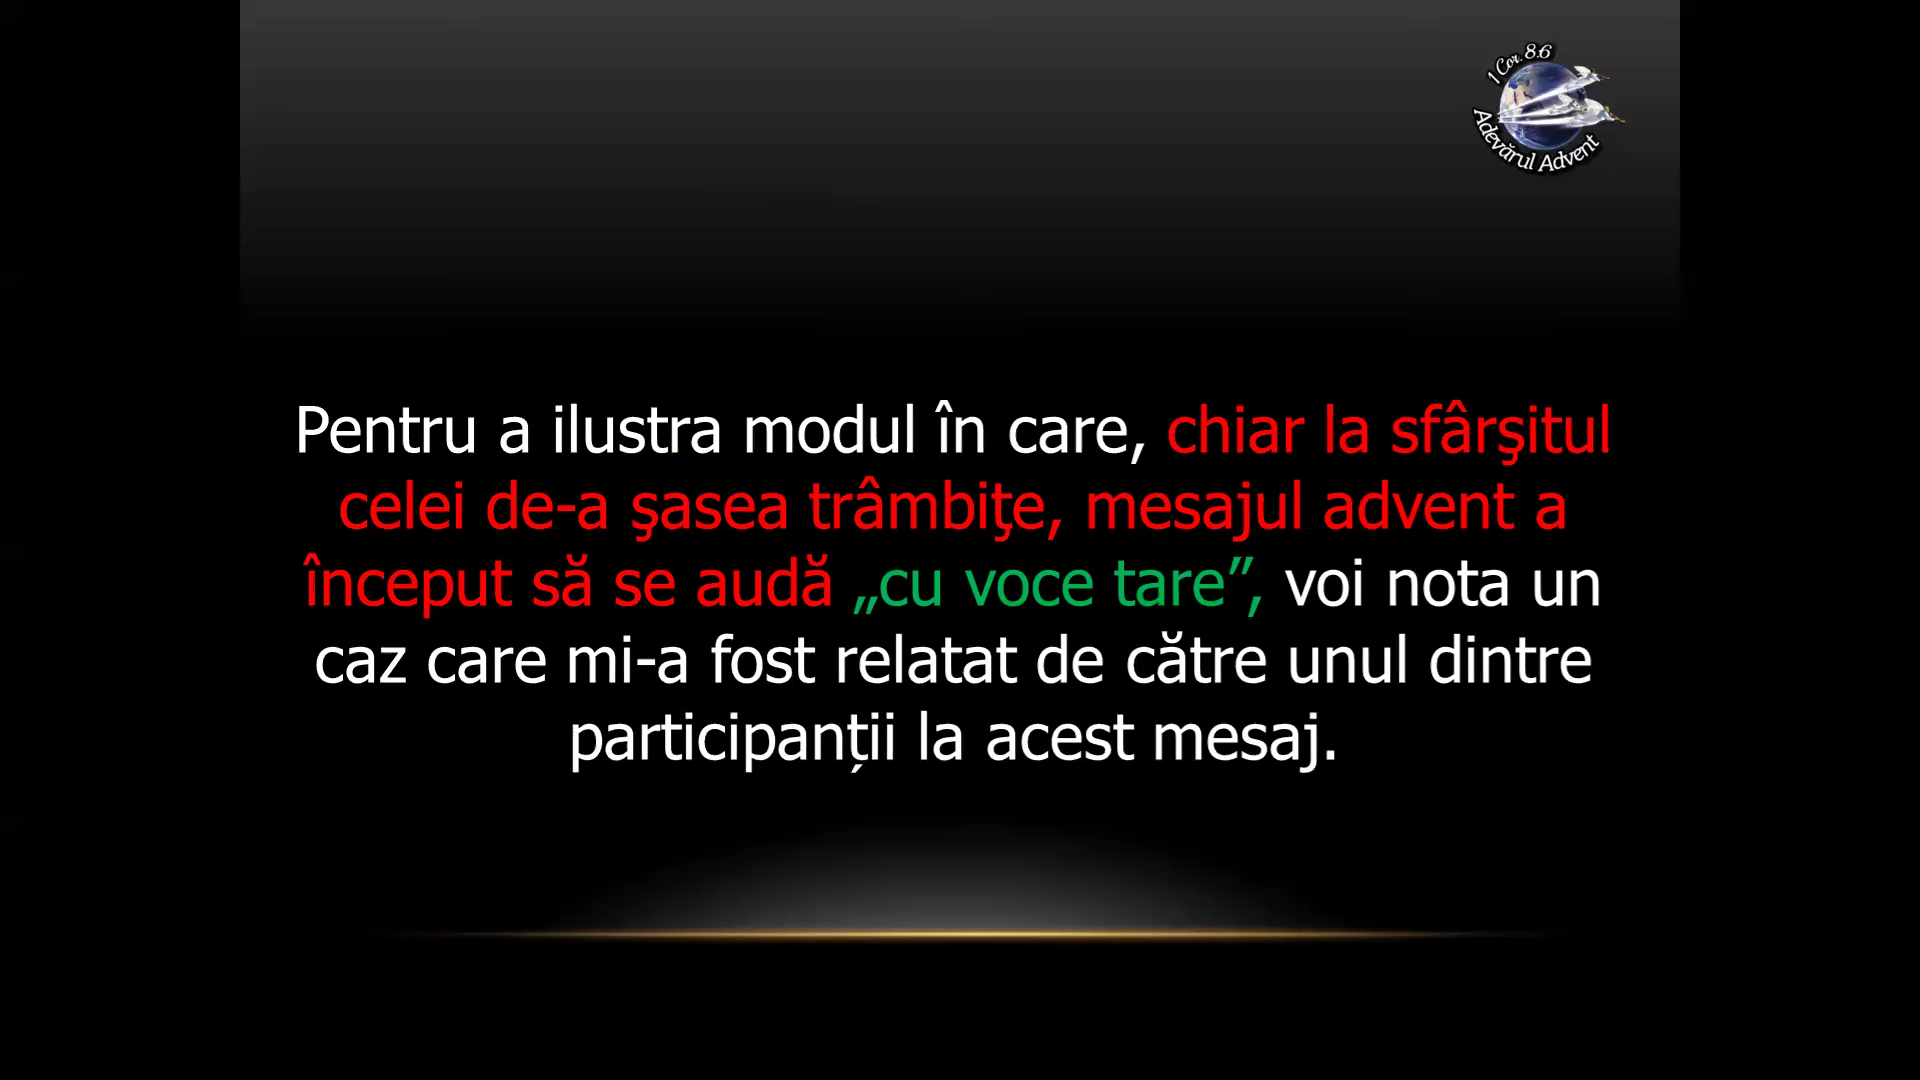 1 Cor. 8:6
Adevărul Advent
Pentru a ilustra modul în care, chiar la sfârşitul
celei de-a şasea trâmbiţe, mesajul advent a
început să se audă „cu voce tare”, voi nota un
caz care mi-a fost relatat de către unul dintre
participanții la acest mesaj.